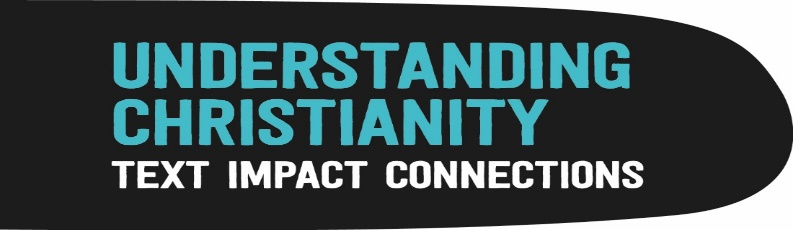 UNDERSTANDING
CHRISTIANITY
TEXT IMPACT CONNECTIONS